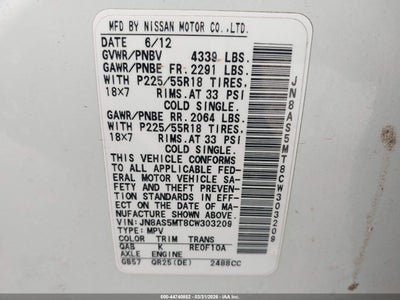 MFD BY NISSAN MOTOR CO.,LTD.
DATE 6/12
GVWR/PNBV 4339 LBS.
GAWR/PNBE FR. 2291 LBS.
WITH P225/55R18 TIRES,
18X7 RIMS.AT 33 PSI
COLD SINGLE.
GAWR/PNBE RR. 2064 LBS.
WITH P225/55R18 TIRES,
18X7 RIMS.AT 33 PSI
COLD SINGLE.
THIS VEHICLE CONFORMS
TO ALL APPLICABLE FED-
ERAL MOTOR VEHICLE SA-
FETY AND THEFT PREVEN-
TION STANDARDS IN EFF-
ECT ON THE DATE OF MA-
NUFACTURE SHOWN ABOVE.
VIN:JN8AS5MT8CW303209
TYPE: MPV
COLOR TRIM TRANS
QAB K RE0F10A
AXLE ENGINE
GB57 QR25(DE) 2488CC
JN8AS5MT8CW303209
004 - 44740852 - 03/31/2026 -